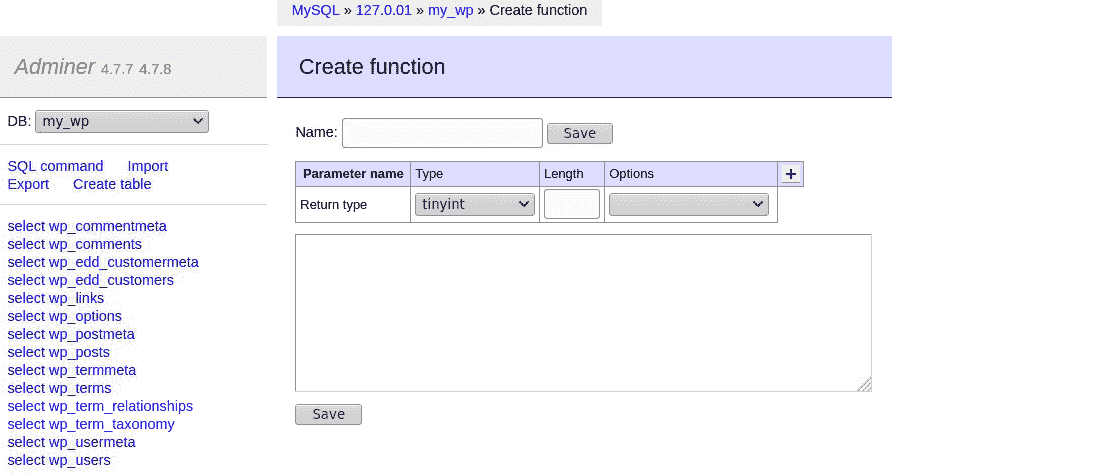 MySQL » 127.0.01 » my_wp » Create function
Adminer 4.7.7 4.7.8
Create function
DB: my_wp
SQL command Import
Export Create table
select wp_commentmeta
select wp_comments
select wp_edd_customermeta
select wp_edd_customers
select wp_links
select wp_options
select wp_postmeta
select wp_posts
select wp_termmeta
select wp_terms
select wp_term_relationships
select wp_term_taxonomy
select wp_usermeta
select wp_users
Name: Save
Parameter name Type Length Options +
Return type tinyint
Save